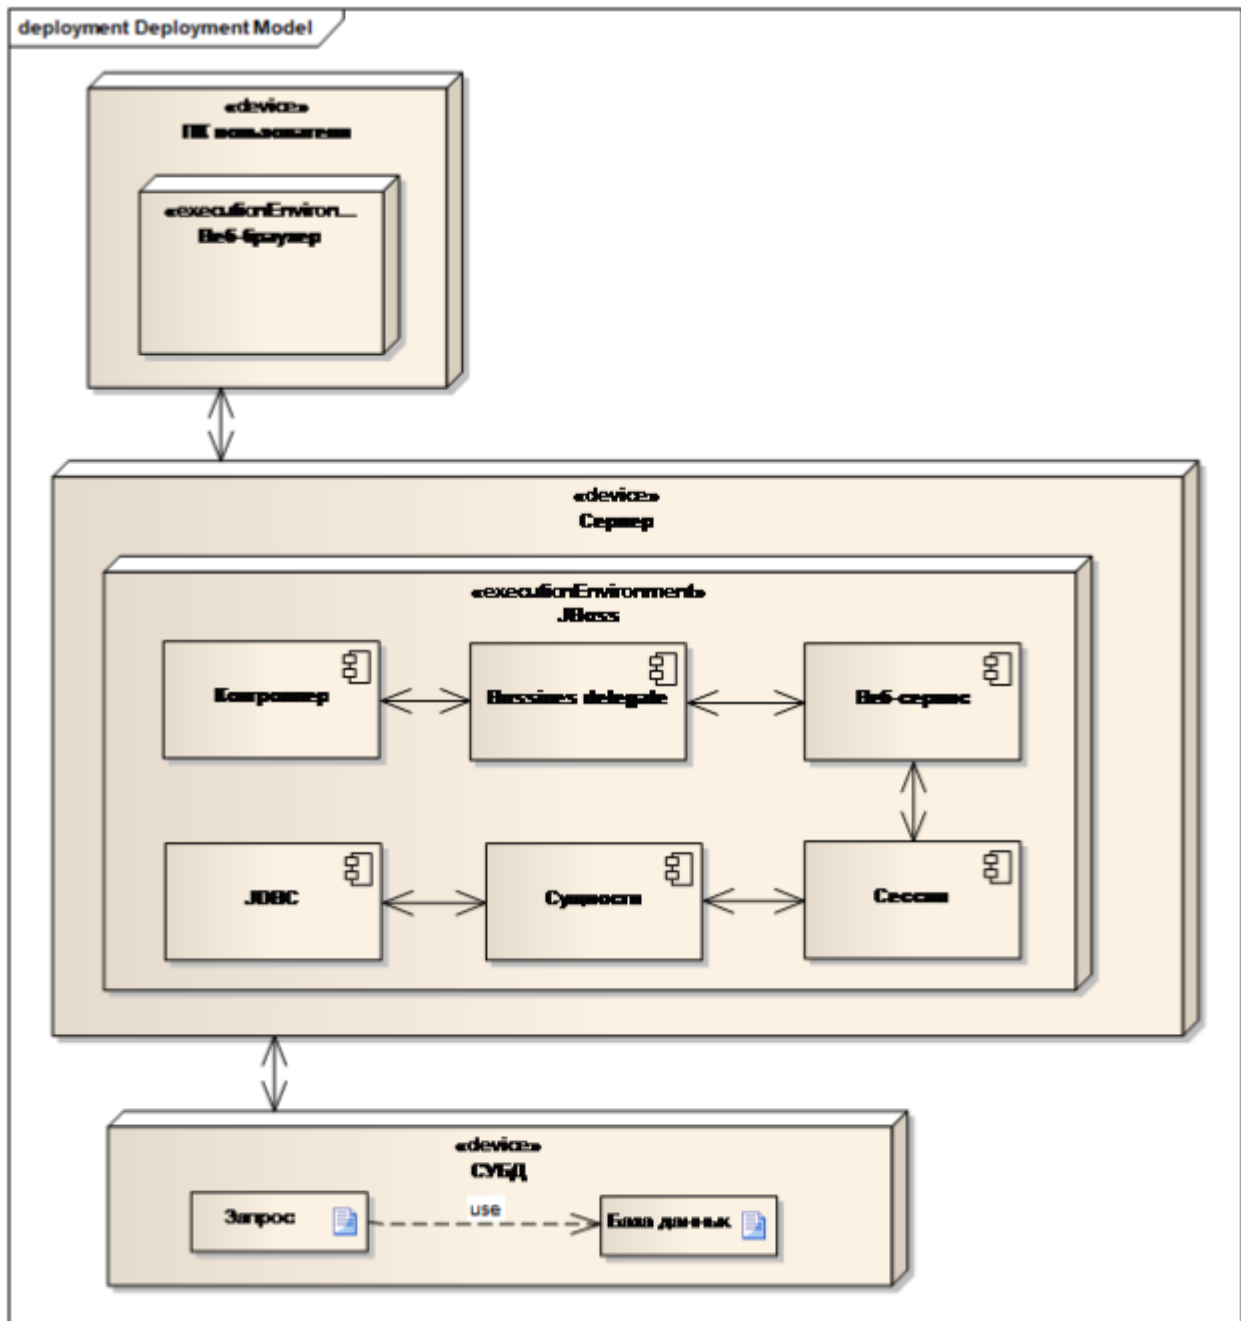 deployment Deployment Model
«device»
ПК пользователя
«executionEnviron...
Веб-браузер
«device»
Сервер
«executionEnvironment»
JBoss
Контроллер
Bussines delegate
Веб-сервис
JDBC
Сущности
Сессии
«device»
СУБД
Запрос
use
База данных